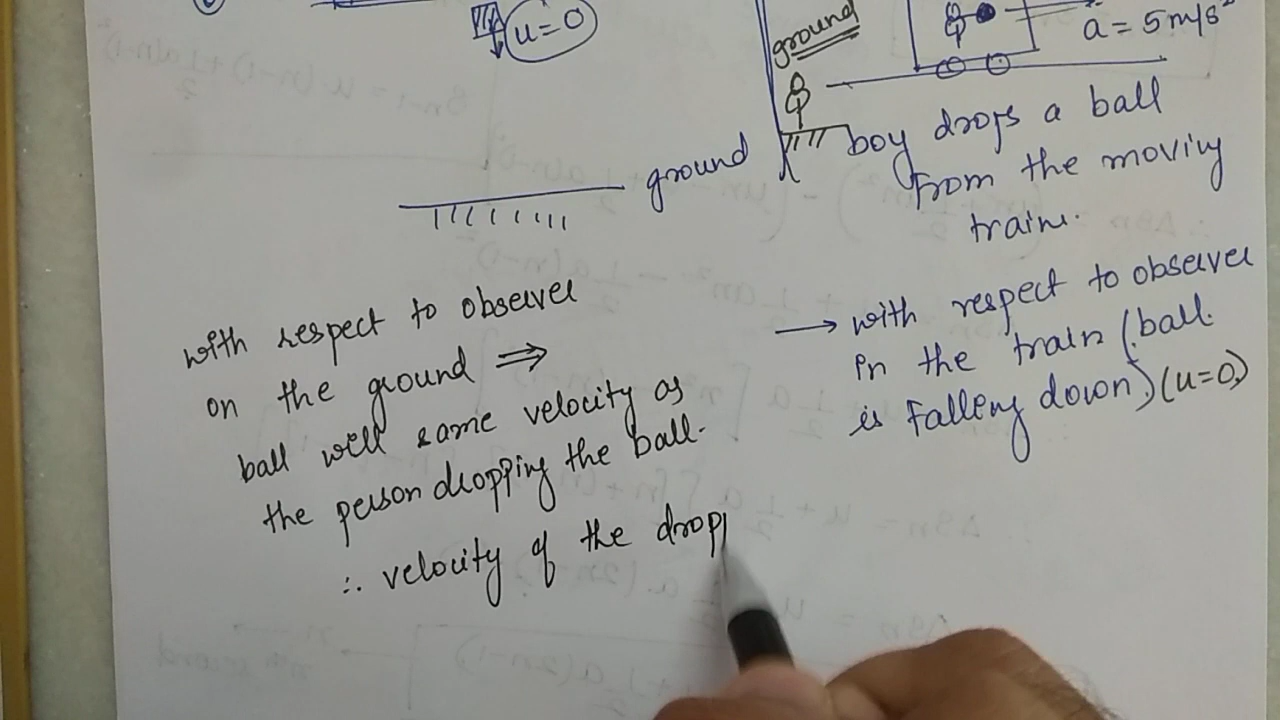 u=0
ground
a = 5m/s²
boy drops a ball
from the moving
train.
ground
with respect to observer
on the ground ⇒
ball will same velocity as
the person dropping the ball.
∴ velocity of the drop
→ with respect to observer
in the train (ball
is falling down) (u=0)